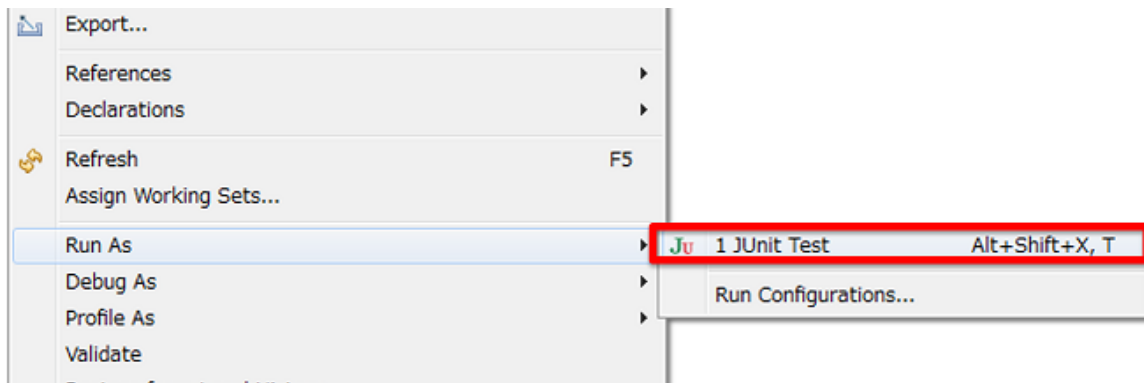 Export...
References
Declarations
Refresh F5
Assign Working Sets...
Run As
Ju 1 JUnit Test Alt+Shift+X, T
Debug As
Run Configurations...
Profile As
Validate